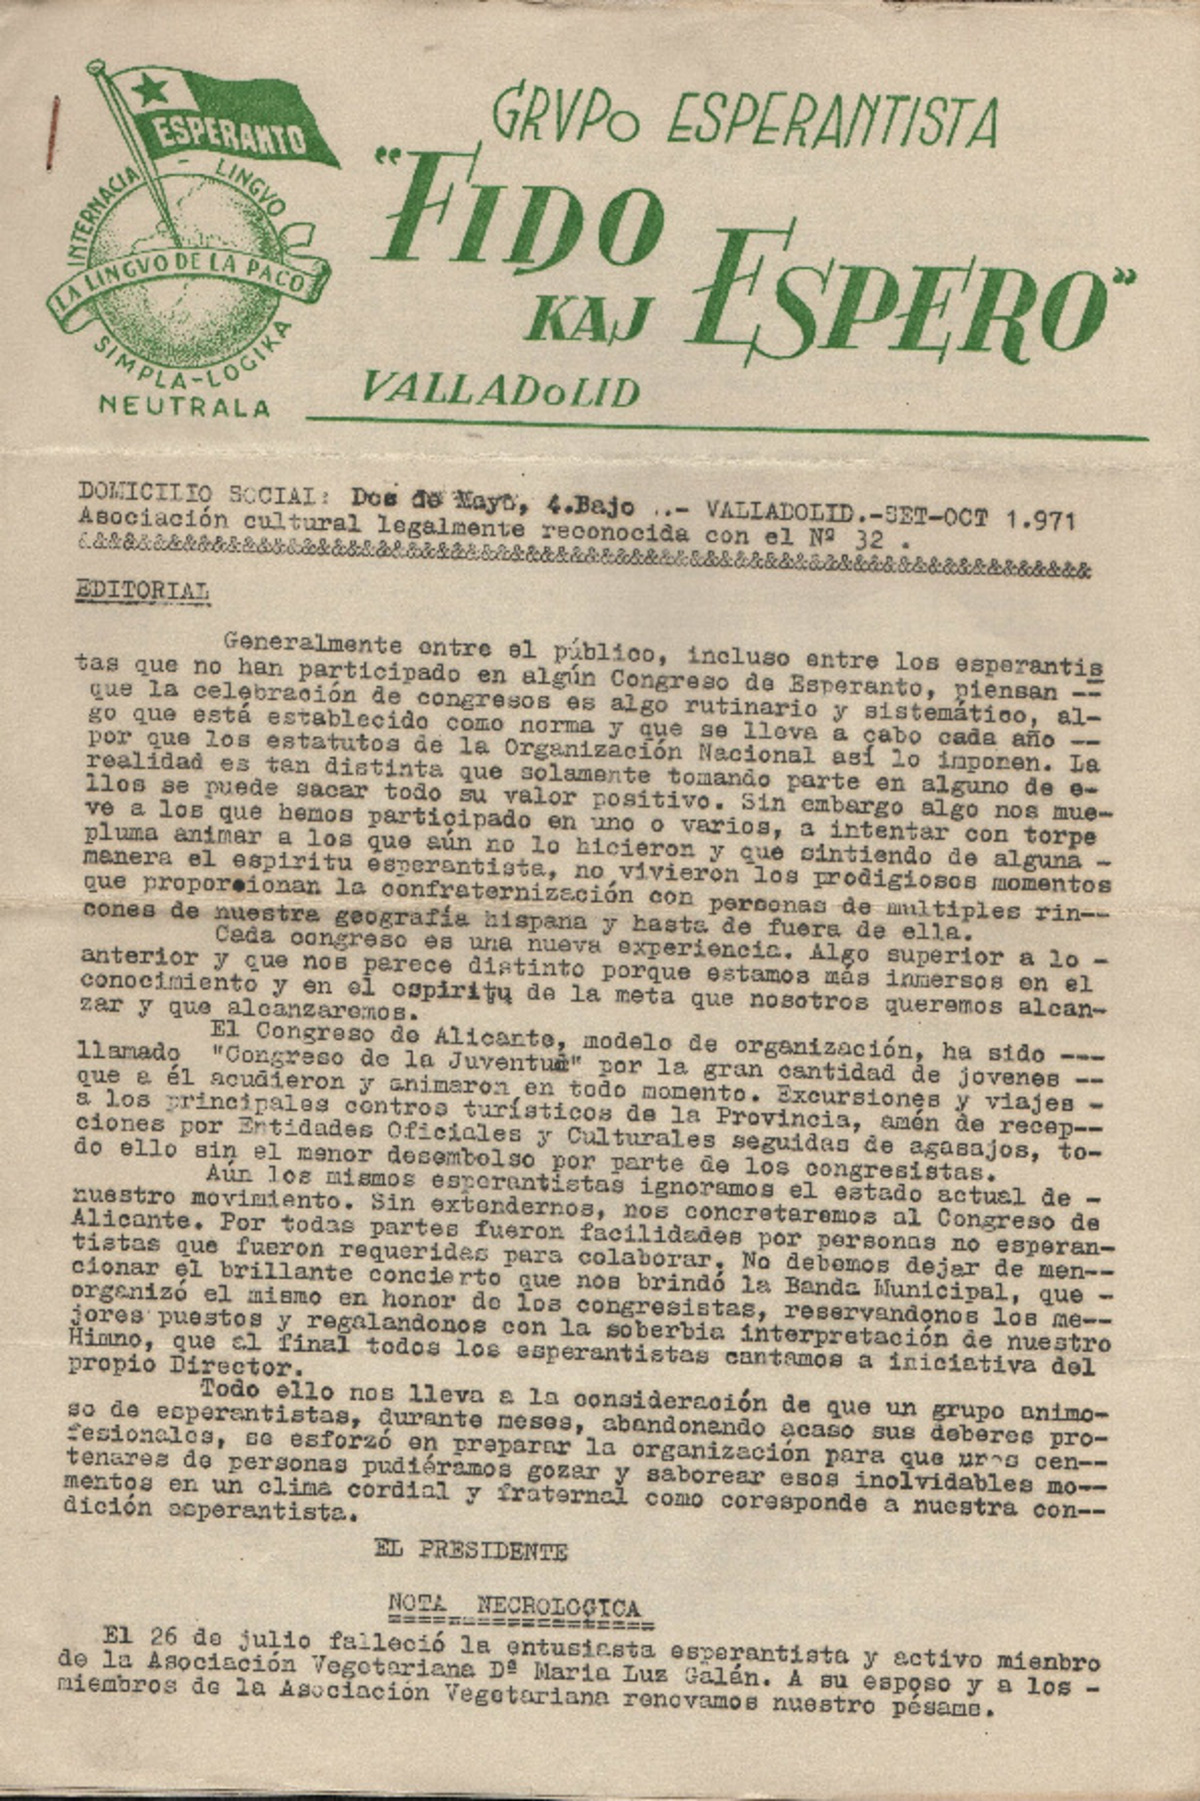 ESPERANTO
INTERNACIA - LINGVO
LA LINGVO DE LA PACO
SIMPLA-LOGIKA
NEUTRALA
GRVPO ESPERANTISTA
"FIDO
KAJ ESPERO"
VALLADOLID
DOMICILIO SOCIAL: Dos de Mayo, 4.Bajo ..- VALLADOLID.-SET-OCT 1.971
Asociación cultural legalmente reconocida con el Nº 32 .
&&&&&&&&&&&&&&&&&&&&&&&&&&&&&&&&&&&&&&&&&&&&&&&&&&&&&&&&&&&&&&&&&&&&&&
EDITORIAL
Generalmente entre el público, incluso entre los esperantis
tas que no han participado en algún Congreso de Esperanto, piensan --
que la celebración de congresos es algo rutinario y sistemático, al-
go que está establecido como norma y que se lleva a cabo cada año --
por que los estatutos de la Organización Nacional así lo imponen. La
realidad es tan distinta que solamente tomando parte en alguno de e-
llos se puede sacar todo su valor positivo. Sin embargo algo nos mue-
ve a los que hemos participado en uno o varios, a intentar con torpe
pluma animar a los que aún no lo hicieron y que sintiendo de alguna -
manera el espiritu esperantista, no vivieron los prodigiosos momentos
que proporcionan la confraternización con personas de multiples rin--
cones de nuestra geografía hispana y hasta de fuera de ella.
Cada congreso es una nueva experiencia. Algo superior a lo -
anterior y que nos parece distinto porque estamos más inmersos en el
conocimiento y en el espiritu de la meta que nosotros queremos alcan-
zar y que alcanzaremos.
El Congreso de Alicante, modelo de organización, ha sido ---
llamado "Congreso de la Juventud" por la gran cantidad de jovenes --
que a él acudieron y animaron en todo momento. Excursiones y viajes -
a los principales centros turísticos de la Provincia, amén de recep--
ciones por Entidades Oficiales y Culturales seguidas de agasajos, to-
do ello sin el menor desembolso por parte de los congresistas.
Aún los mismos esperantistas ignoramos el estado actual de -
nuestro movimiento. Sin extendernos, nos concretaremos al Congreso de
Alicante. Por todas partes fueron facilidades por personas no esperan-
tistas que fueron requeridas para colaborar. No debemos dejar de men--
cionar el brillante concierto que nos brindó la Banda Municipal, que -
organizó el mismo en honor de los congresistas, reservandonos los me--
jores puestos y regalandonos con la soberbia interpretación de nuestro
Himno, que al final todos los esperantistas cantamos a iniciativa del
propio Director.
Todo ello nos lleva a la consideración de que un grupo animo-
so de esperantistas, durante meses, abandonando acaso sus deberes pro-
fesionales, se esforzó en preparar la organización para que unos cen--
tenares de personas pudiéramos gozar y saborear esos inolvidables mo--
mentos en un clima cordial y fraternal como coresponde a nuestra con--
dición esperantista.
EL PRESIDENTE
NOTA NECROLOGICA
===========================
El 26 de julio falleció la entusiasta esperantista y activo mienbro
de la Asociación Vegetariana Dª Maria Luz Galán. A su esposo y a los -
miembros de la Asociación Vegetariana renovamos nuestro pésame.